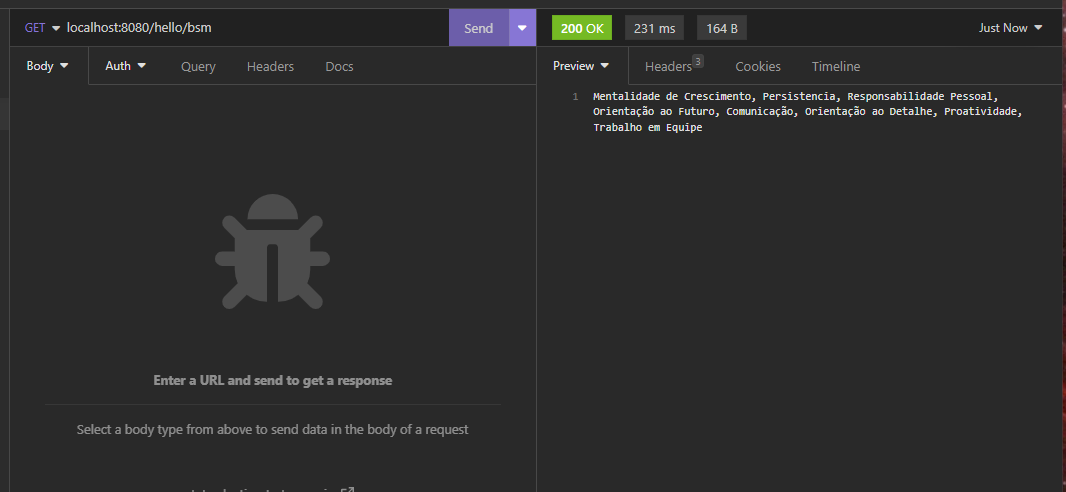 GET localhost:8080/hello/bsm Send 200 OK 231 ms 164 B Just Now
Body Auth Query Headers Docs Preview Headers 3 Cookies Timeline
1 Mentalidade de Crescimento, Persistencia, Responsabilidade Pessoal,
Orientação ao Futuro, Comunicação, Orientação ao Detalhe, Proatividade,
Trabalho em Equipe
Enter a URL and send to get a response
Select a body type from above to send data in the body of a request